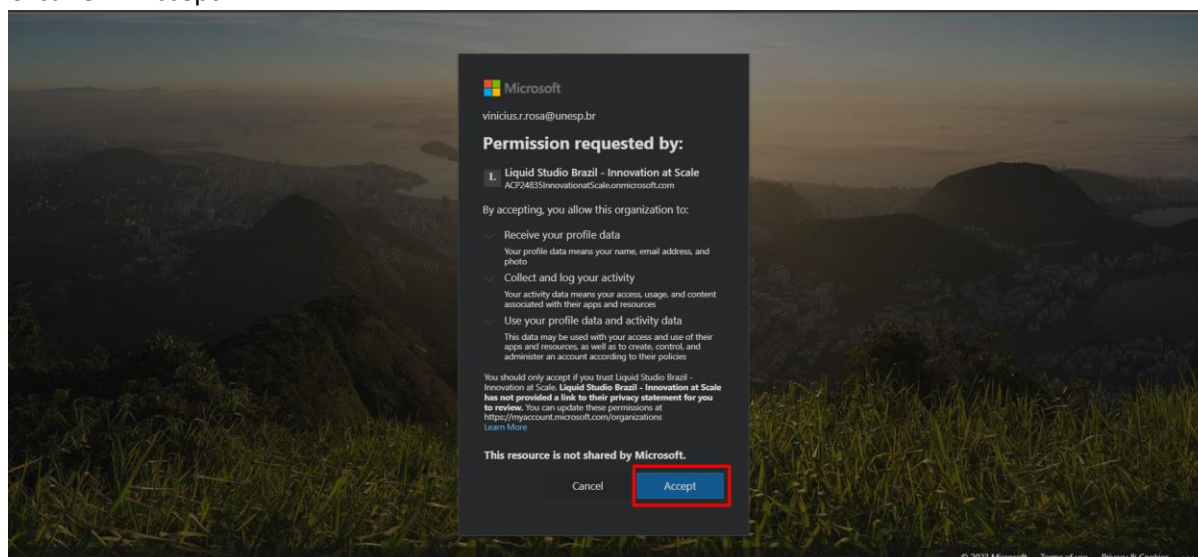 Microsoft
vinicius.r.rosa@unesp.br
Permission requested by:
L
Liquid Studio Brazil - Innovation at Scale
ACP24835InnovationatScale.onmicrosoft.com
By accepting, you allow this organization to:
Receive your profile data
Your profile data means your name, email address, and
photo
Collect and log your activity
Your activity data means your access, usage, and content
associated with their apps and resources
Use your profile data and activity data
This data may be used with your access and use of their
apps and resources, as well as to create, control, and
administer an account according to their policies
You should only accept if you trust Liquid Studio Brazil -
Innovation at Scale. Liquid Studio Brazil - Innovation at Scale
has not provided a link to their privacy statement for you
to review. You can update these permissions at
https://myaccount.microsoft.com/organizations
Learn More
This resource is not shared by Microsoft.
Cancel
Accept
© 2023 Microsoft Terms of use Privacy & Cookies